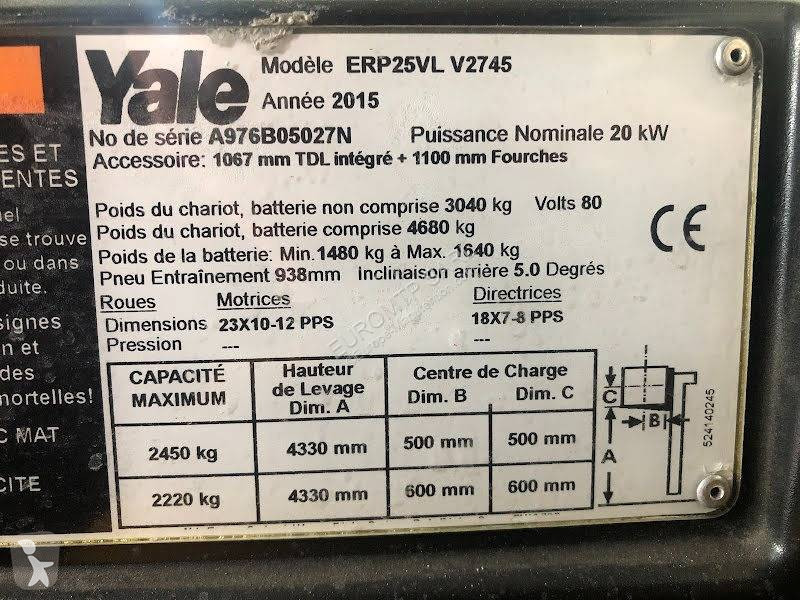 Yale
Modèle ERP25VL V2745
Année 2015
No de série A976B05027N Puissance Nominale 20 kW
Accessoire: 1067 mm TDL intégré + 1100 mm Fourches
Poids du chariot, batterie non comprise 3040 kg Volts 80
Poids du chariot, batterie comprise 4680 kg
Poids de la batterie: Min.1480 kg à Max. 1640 kg
Pneu Entraînement 938mm Inclinaison arrière 5.0 Degrés
CE
Roues Motrices Directrices
Dimensions 23X10-12 PPS 18X7-8 PPS
Pression --- ---
CAPACITÉ MAXIMUM
Hauteur de Levage Dim. A
Centre de Charge
Dim. B Dim. C
2450 kg 4330 mm 500 mm 500 mm
2220 kg 4330 mm 600 mm 600 mm
C
B
A
524140245
ES ET
ENTES
uel
se trouve
ou dans
duite.
signes
n et
des
mortelles!
C MAT
CITE